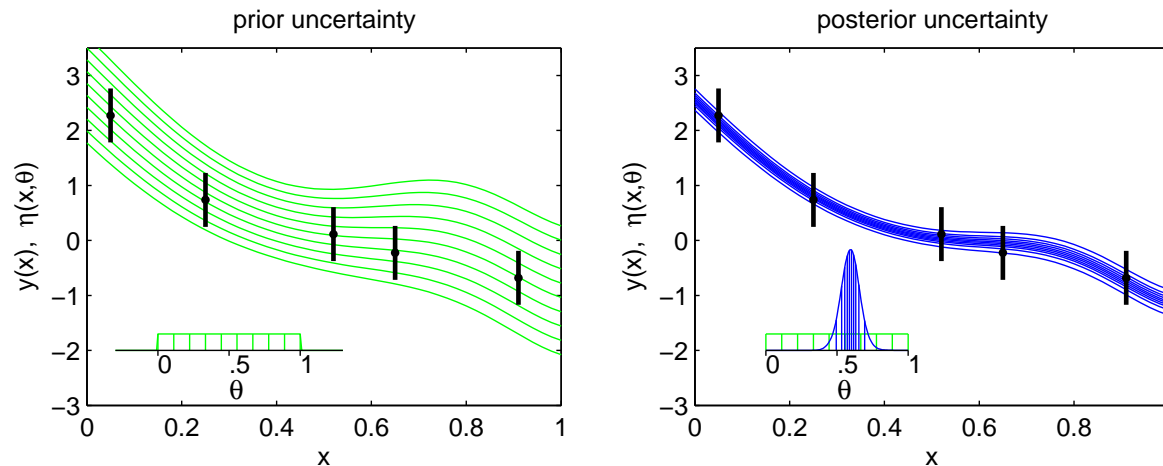 prior uncertainty
y(x), η(x,θ)
3
2
1
0
−1
−2
−3
0 .5 1
θ
0 0.2 0.4 0.6 0.8 1
x
posterior uncertainty
y(x), η(x,θ)
3
2
1
0
−1
−2
−3
0 .5 1
θ
0 0.2 0.4 0.6 0.8
x